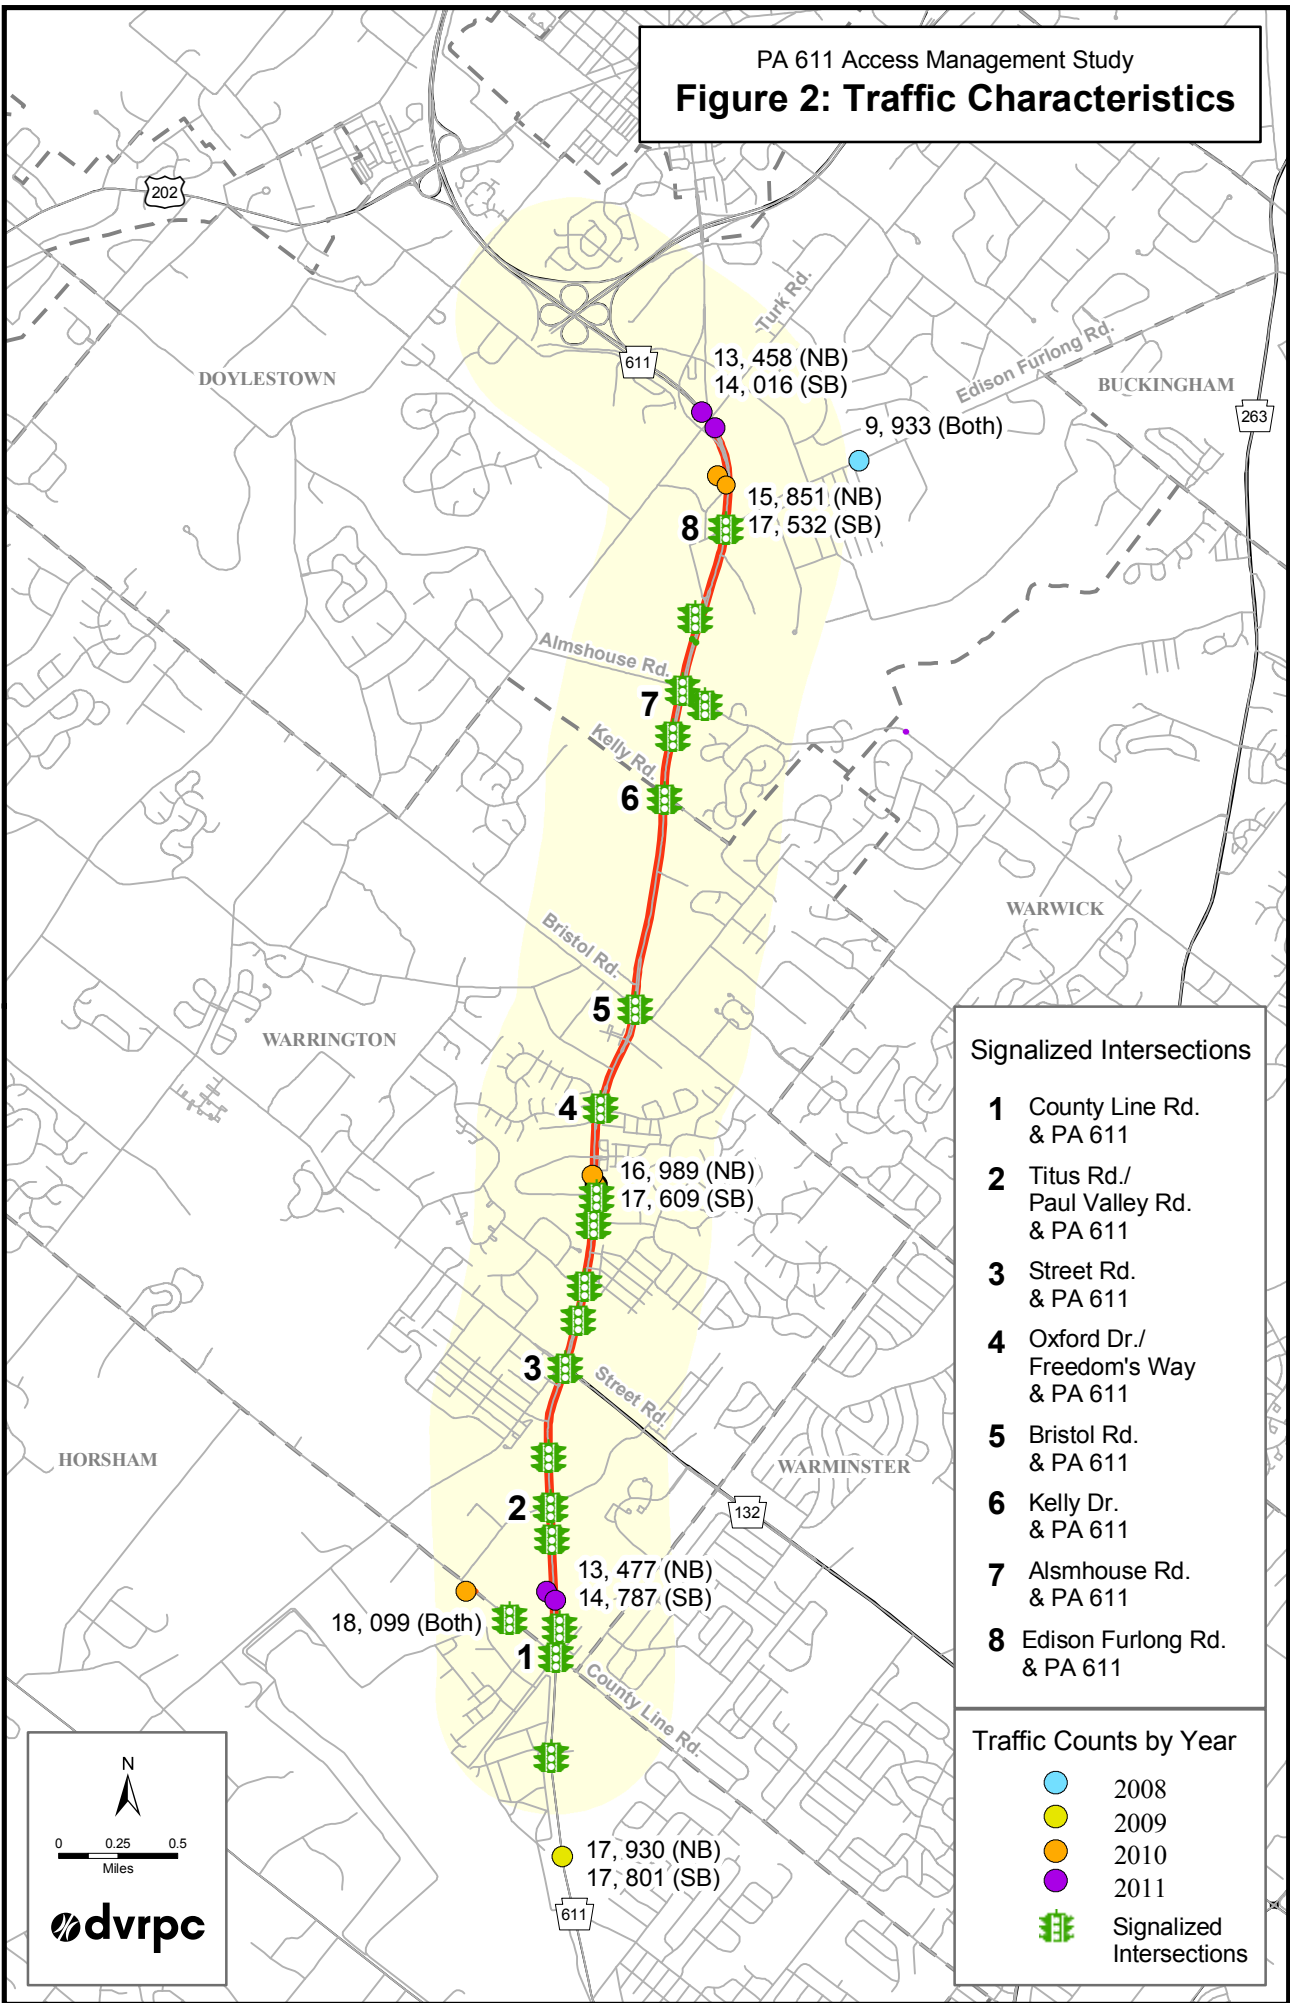 PA 611 Access Management Study
Figure 2: Traffic Characteristics
202
Turk Rd.
611
13, 458 (NB)
14, 016 (SB)
DOYLESTOWN
Edison Furlong Rd.
BUCKINGHAM
263
9, 933 (Both)
15, 851 (NB)
17, 532 (SB)
8
Almshouse Rd.
7
Kelly Rd.
6
WARWICK
Bristol Rd.
5
WARRINGTON
4
16, 989 (NB)
17, 609 (SB)
3
Street Rd.
HORSHAM
WARMINSTER
2
132
13, 477 (NB)
14, 787 (SB)
18, 099 (Both)
1
County Line Rd.
17, 930 (NB)
17, 801 (SB)
611
Signalized Intersections
1 County Line Rd.
& PA 611
2 Titus Rd./
Paul Valley Rd.
& PA 611
3 Street Rd.
& PA 611
4 Oxford Dr./
Freedom's Way
& PA 611
5 Bristol Rd.
& PA 611
6 Kelly Dr.
& PA 611
7 Alsmhouse Rd.
& PA 611
8 Edison Furlong Rd.
& PA 611
Traffic Counts by Year
2008
2009
2010
2011
Signalized
Intersections
N
0 0.25 0.5
Miles
dvrpc